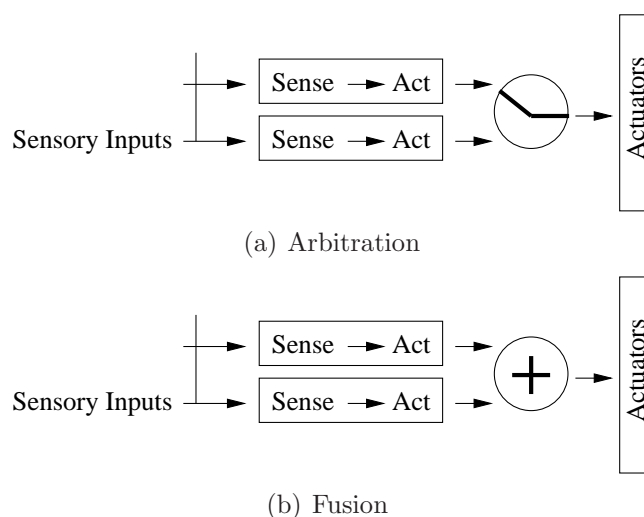 Sense Act
Sensory Inputs
Sense Act
Actuators
(a) Arbitration
Sense Act
Sensory Inputs
Sense Act
Actuators
(b) Fusion